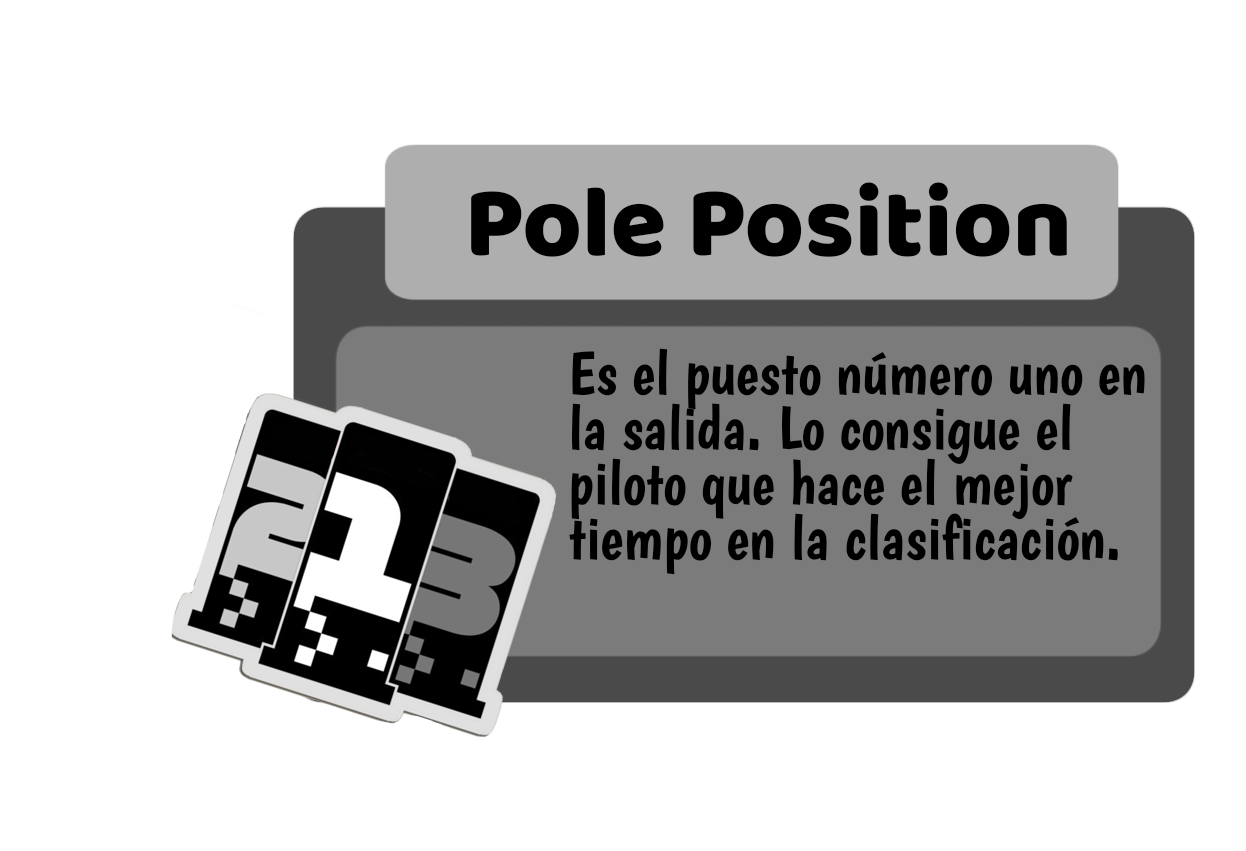 Pole Position
Es el puesto número uno en
la salida. Lo consigue el
piloto que hace el mejor
tiempo en la clasificación.
2 1 3